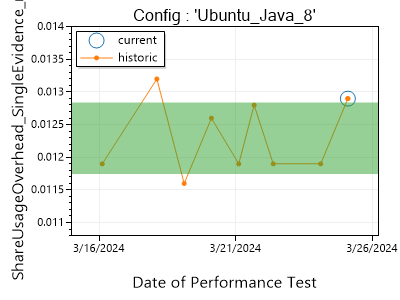 Config : 'Ubuntu_Java_8'
ShareUsageOverhead_SingleEvidence_
0.014
0.0135
0.013
0.0125
0.012
0.0115
0.011
current
historic
3/16/2024
3/21/2024
3/26/2024
Date of Performance Test